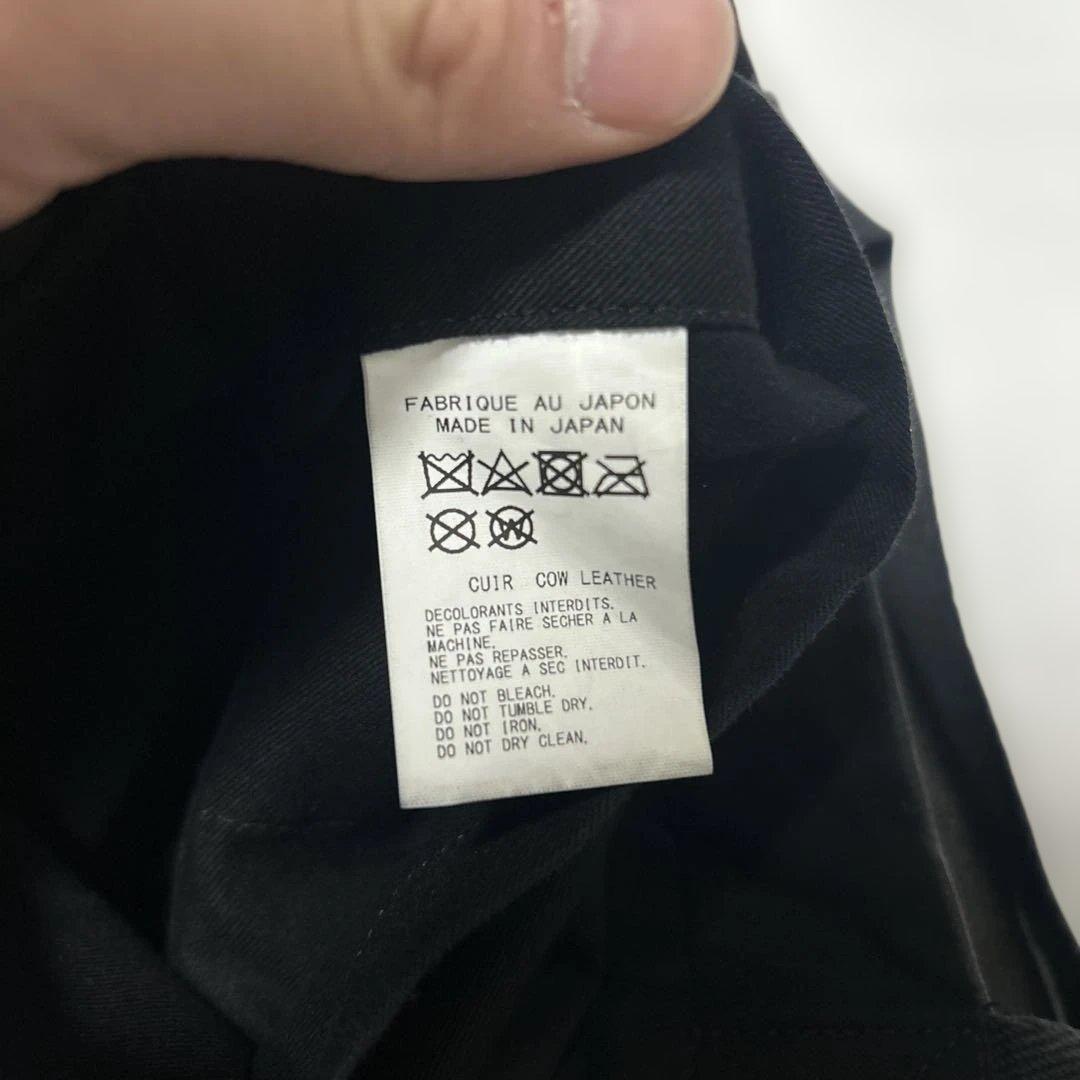 FABRIQUE AU JAPON
MADE IN JAPAN
W
CUIR COW LEATHER
DECOLORANTS INTERDITS.
NE PAS FAIRE SECHER A LA
MACHINE.
NE PAS REPASSER.
NETTOYAGE A SEC INTERDIT.
DO NOT BLEACH.
DO NOT TUMBLE DRY.
DO NOT IRON.
DO NOT DRY CLEAN.